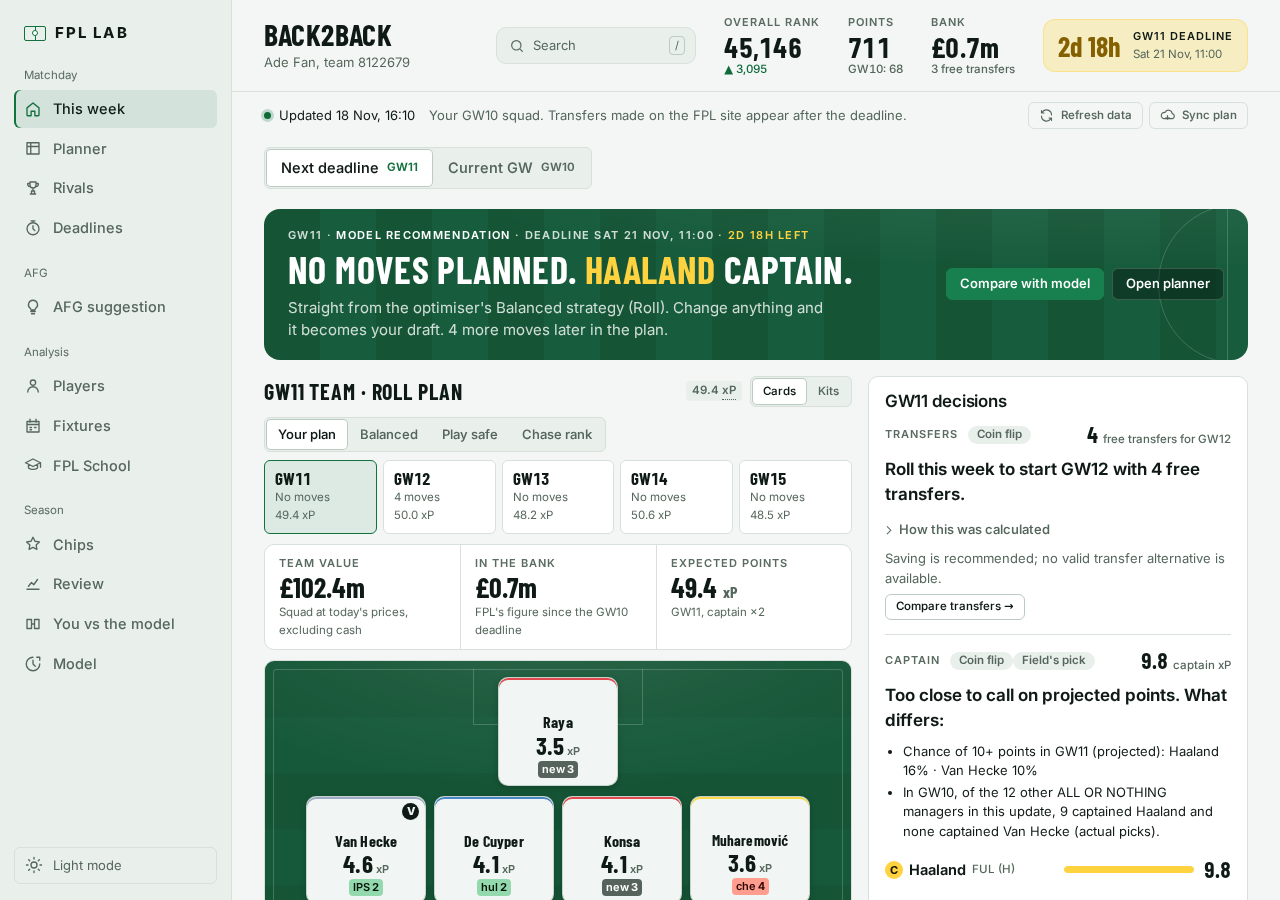 FPL LAB
Matchday
This week
Planner
Rivals
Deadlines
AFG
AFG suggestion
Analysis
Players
Fixtures
FPL School
Season
Chips
Review
You vs the model
Model
Light mode
BACK2BACK
Ade Fan, team 8122679
Search /
OVERALL RANK
45,146
▲ 3,095
POINTS
711
GW10: 68
BANK
£0.7m
3 free transfers
2d 18h
GW11 DEADLINE
Sat 21 Nov, 11:00
Updated 18 Nov, 16:10 Your GW10 squad. Transfers made on the FPL site appear after the deadline.
Refresh data
Sync plan
Next deadline GW11
Current GW GW10
GW11 · MODEL RECOMMENDATION · DEADLINE SAT 21 NOV, 11:00 · 2D 18H LEFT
NO MOVES PLANNED. HAALAND CAPTAIN.
Straight from the optimiser's Balanced strategy (Roll). Change anything and
it becomes your draft. 4 more moves later in the plan.
Compare with model
Open planner
GW11 TEAM · ROLL PLAN
49.4 xP
Cards Kits
Your plan Balanced Play safe Chase rank
GW11
No moves
49.4 xP
GW12
4 moves
50.0 xP
GW13
No moves
48.2 xP
GW14
No moves
50.6 xP
GW15
No moves
48.5 xP
TEAM VALUE
£102.4m
Squad at today's prices,
excluding cash
IN THE BANK
£0.7m
FPL's figure since the GW10
deadline
EXPECTED POINTS
49.4 xP
GW11, captain ×2
Raya
3.5 xP
new 3
V
Van Hecke
4.6 xP
IPS 2
De Cuyper
4.1 xP
hul 2
Konsa
4.1 xP
new 3
Muharemović
3.6 xP
che 4
GW11 decisions
TRANSFERS Coin flip 4 free transfers for GW12
Roll this week to start GW12 with 4 free
transfers.
How this was calculated
Saving is recommended; no valid transfer alternative is
available.
Compare transfers →
CAPTAIN Coin flip Field's pick 9.8 captain xP
Too close to call on projected points. What
differs:
• Chance of 10+ points in GW11 (projected): Haaland
16% · Van Hecke 10%
• In GW10, of the 12 other ALL OR NOTHING
managers in this update, 9 captained Haaland and
none captained Van Hecke (actual picks).
C Haaland FUL (H) 9.8